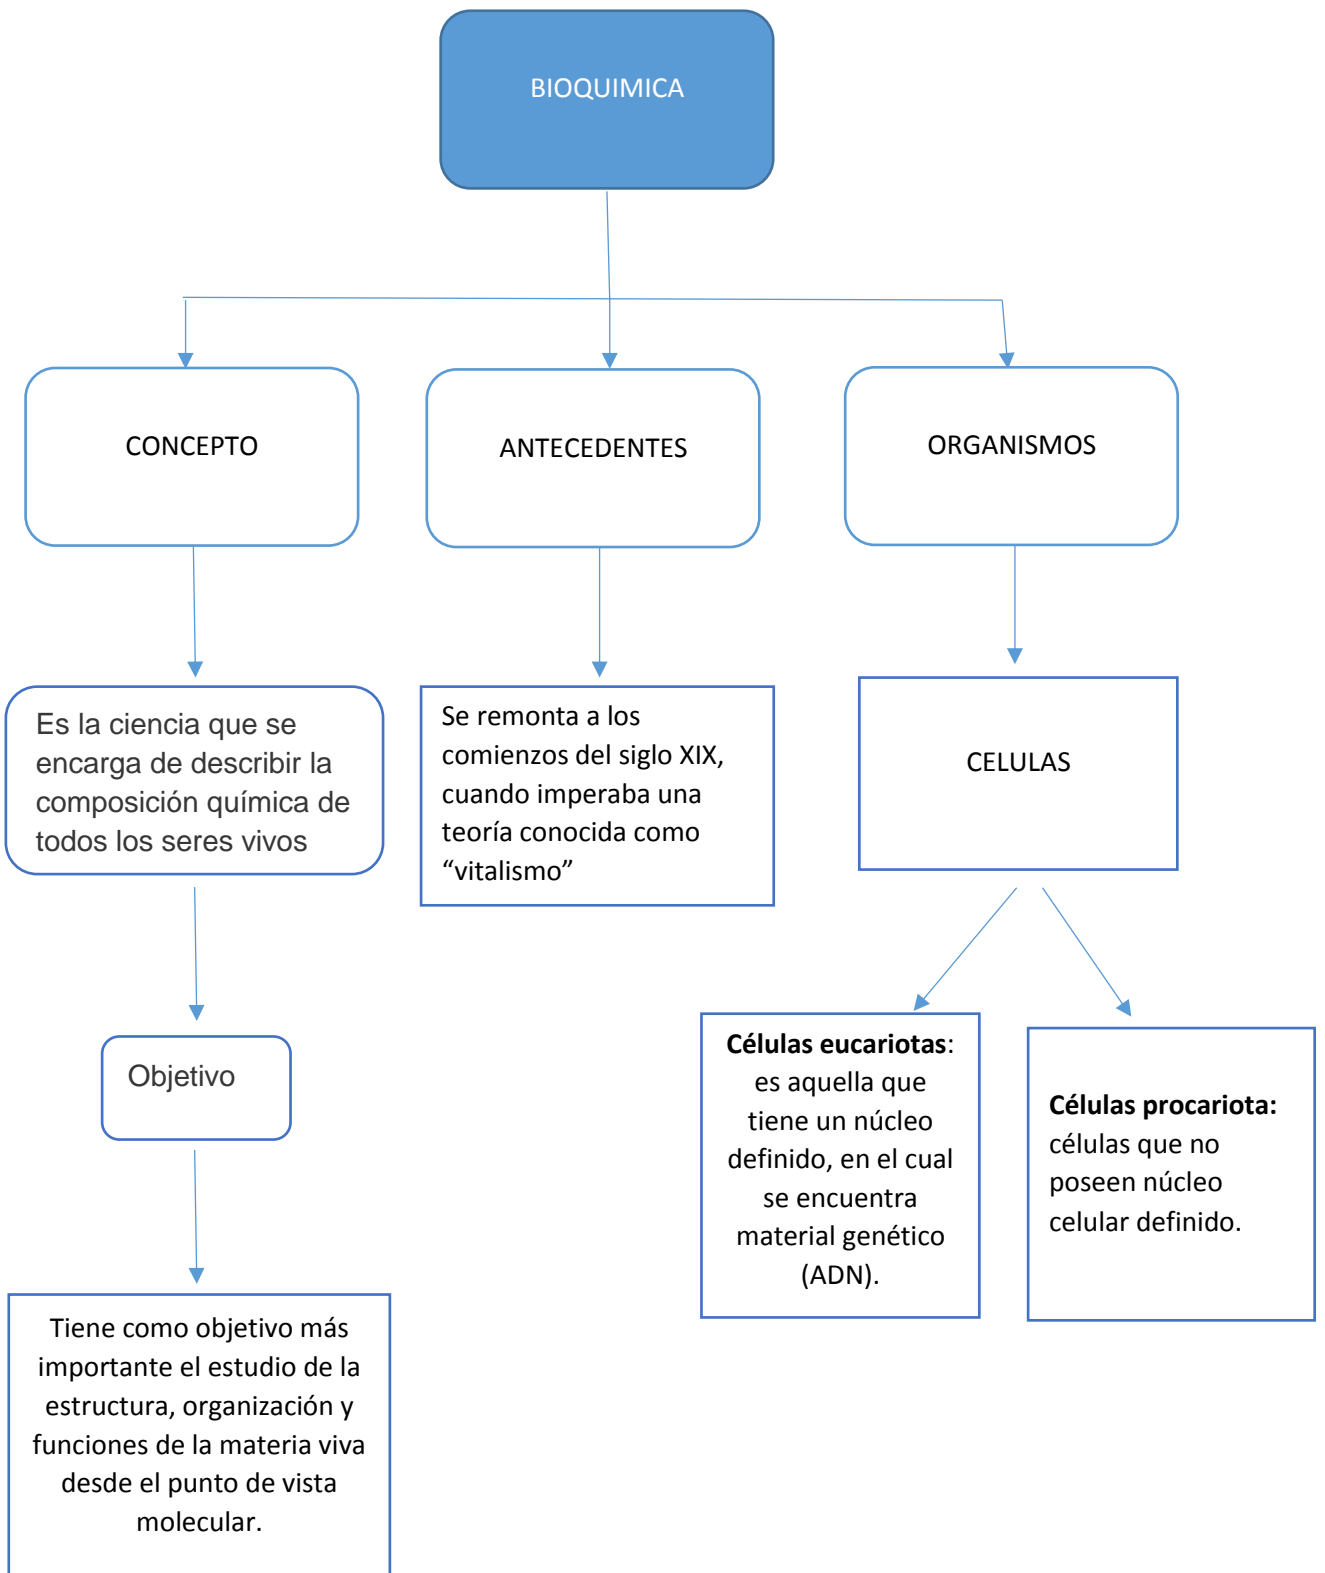 BIOQUIMICA
CONCEPTO
ANTECEDENTES
ORGANISMOS
Es la ciencia que se
encarga de describir la
composición química de
todos los seres vivos
Se remonta a los
comienzos del siglo XIX,
cuando imperaba una
teoría conocida como
“vitalismo”
CELULAS
Objetivo
Células eucariotas:
es aquella que
tiene un núcleo
definido, en el cual
se encuentra
material genético
(ADN).
Células procariota:
células que no
poseen núcleo
celular definido.
Tiene como objetivo más
importante el estudio de la
estructura, organización y
funciones de la materia viva
desde el punto de vista
molecular.